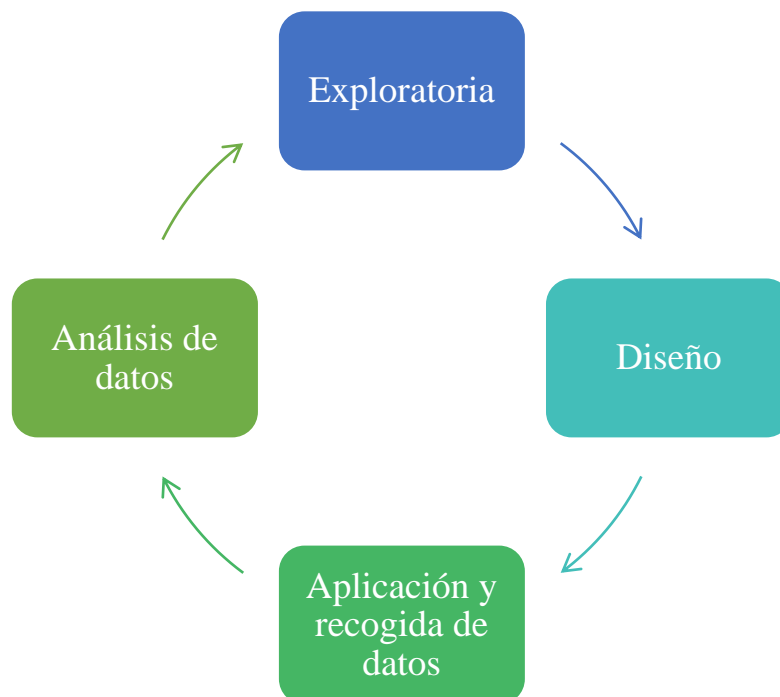 Exploratoria
Diseño
Aplicación y
recogida de
datos
Análisis de
datos